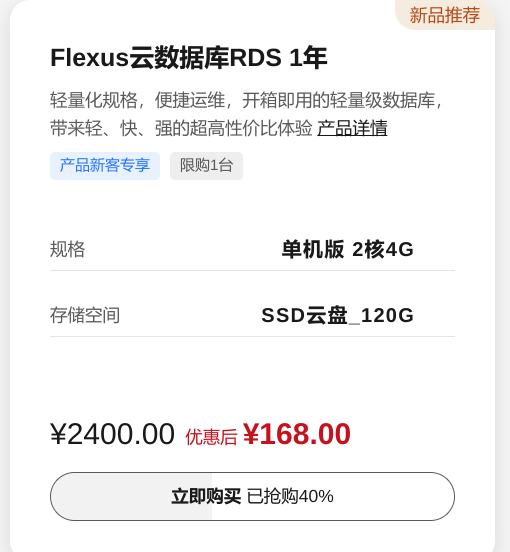 新品推荐
Flexus云数据库RDS 1年
轻量化规格，便捷运维，开箱即用的轻量级数据库，
带来轻、快、强的超高性价比体验 产品详情
产品新客专享 限购1台
规格 单机版 2核4G
存储空间 SSD云盘_120G
¥2400.00 优惠后 ¥168.00
立即购买 已抢购40%